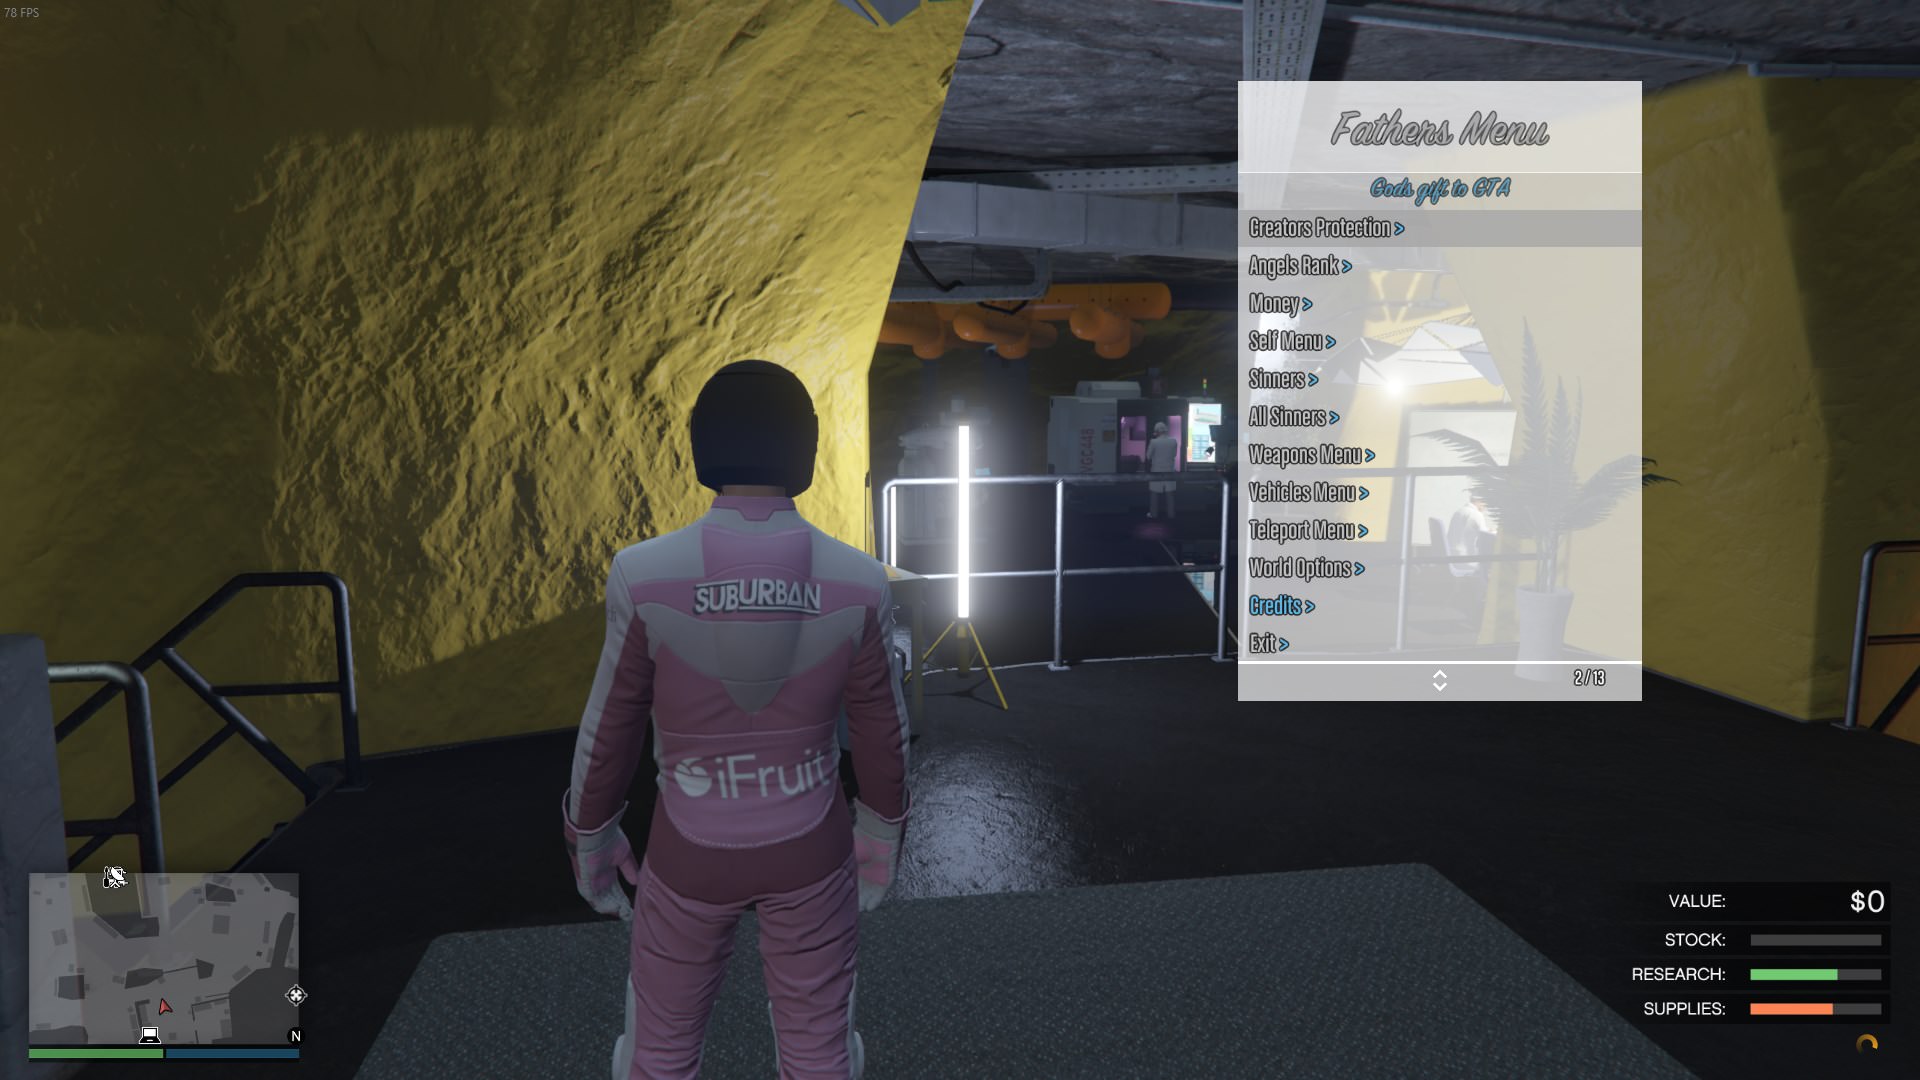 78 FPS
Fathers Menu
Gods gift to GTA
Creators Protection >
Angels Rank >
Money >
Self Menu >
Sinners >
All Sinners >
Weapons Menu >
Vehicles Menu >
Teleport Menu >
World Options >
Credits >
Exit >
2 / 13
VGC448
SUBURBAN
iFruit
N
VALUE: $0
STOCK:
RESEARCH:
SUPPLIES: